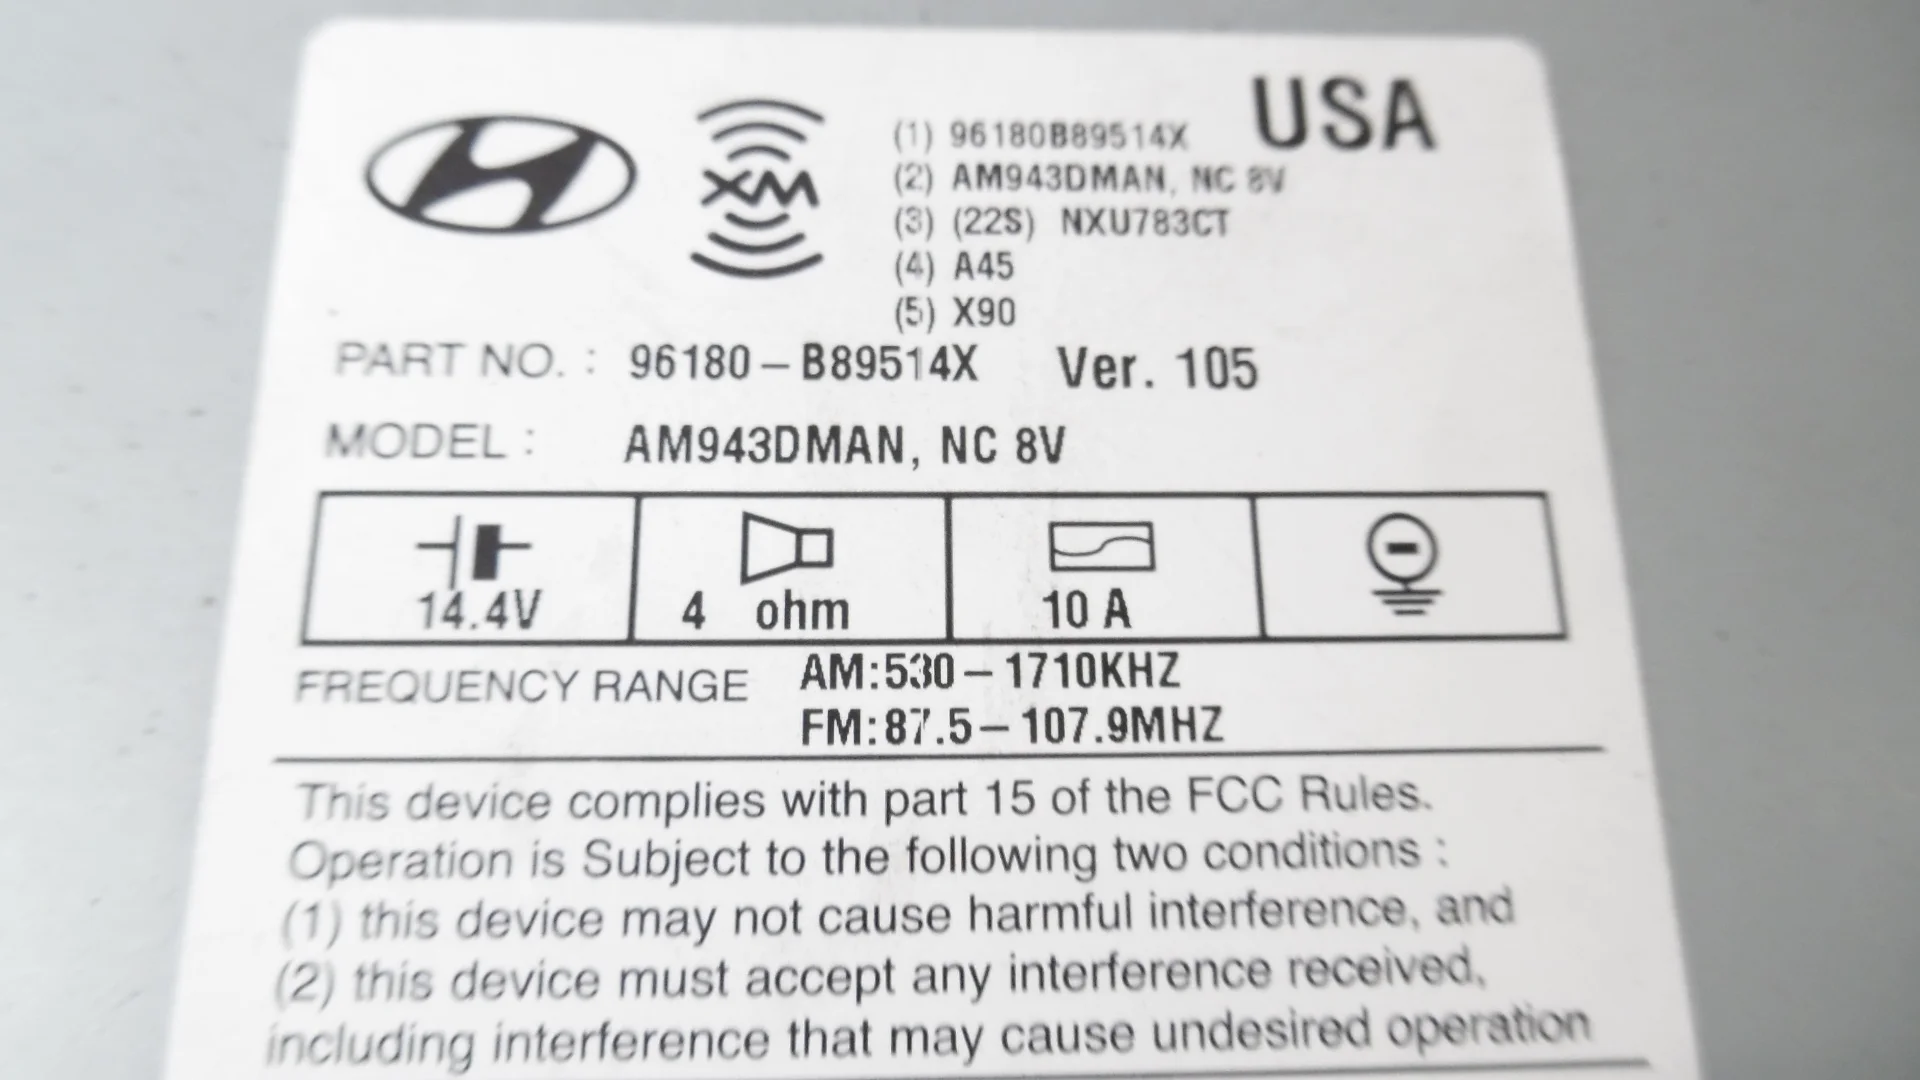 XM
USA
(1) 96180B89514X
(2) AM943DMAN, NC 8V
(3) (22S) NXU783CT
(4) A45
(5) X90
PART NO. : 96180-B89514X Ver. 105
MODEL : AM943DMAN, NC 8V
14.4V
4 ohm
10 A
FREQUENCY RANGE
AM:530-1710KHZ
FM:87.5-107.9MHZ
This device complies with part 15 of the FCC Rules.
Operation is Subject to the following two conditions :
(1) this device may not cause harmful interference, and
(2) this device must accept any interference received,
including interference that may cause undesired operation